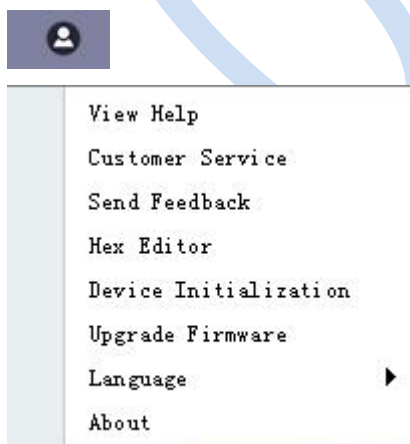 View Help
Customer Service
Send Feedback
Hex Editor
Device Initialization
Upgrade Firmware
Language
About